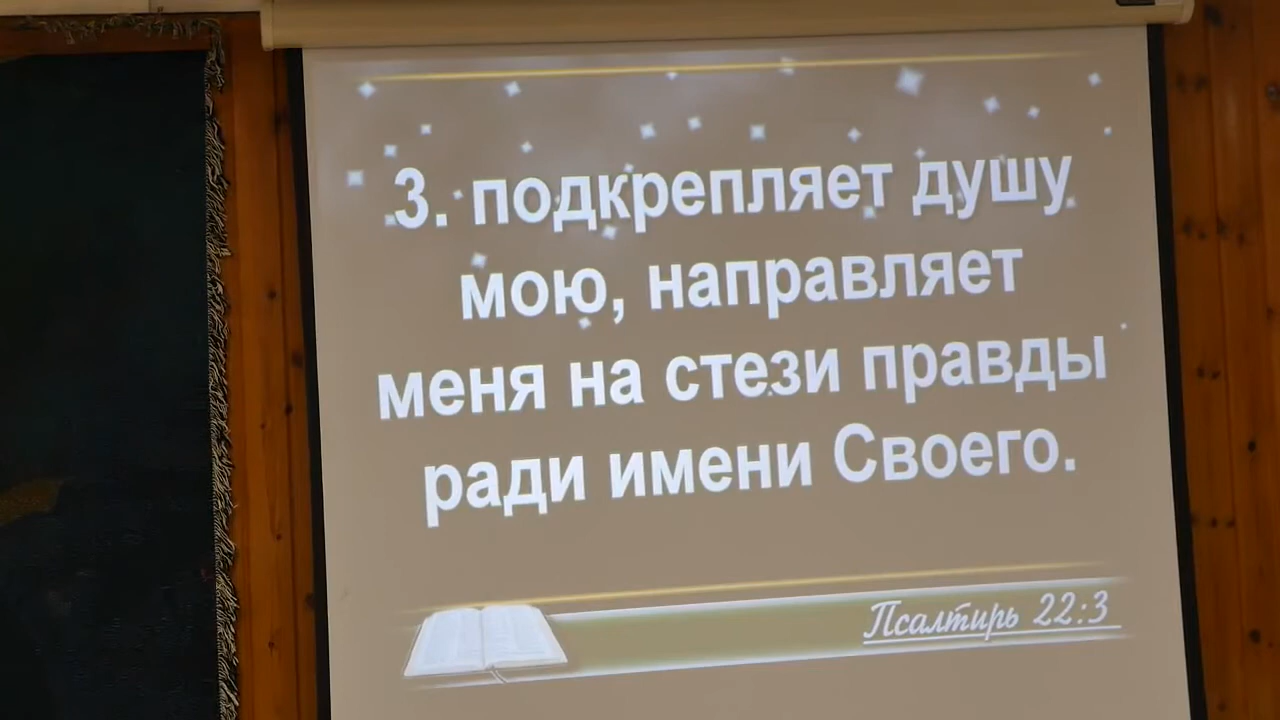 3. подкрепляет душу
мою, направляет
меня на стези правды
ради имени Своего.
Псалтирь 22:3